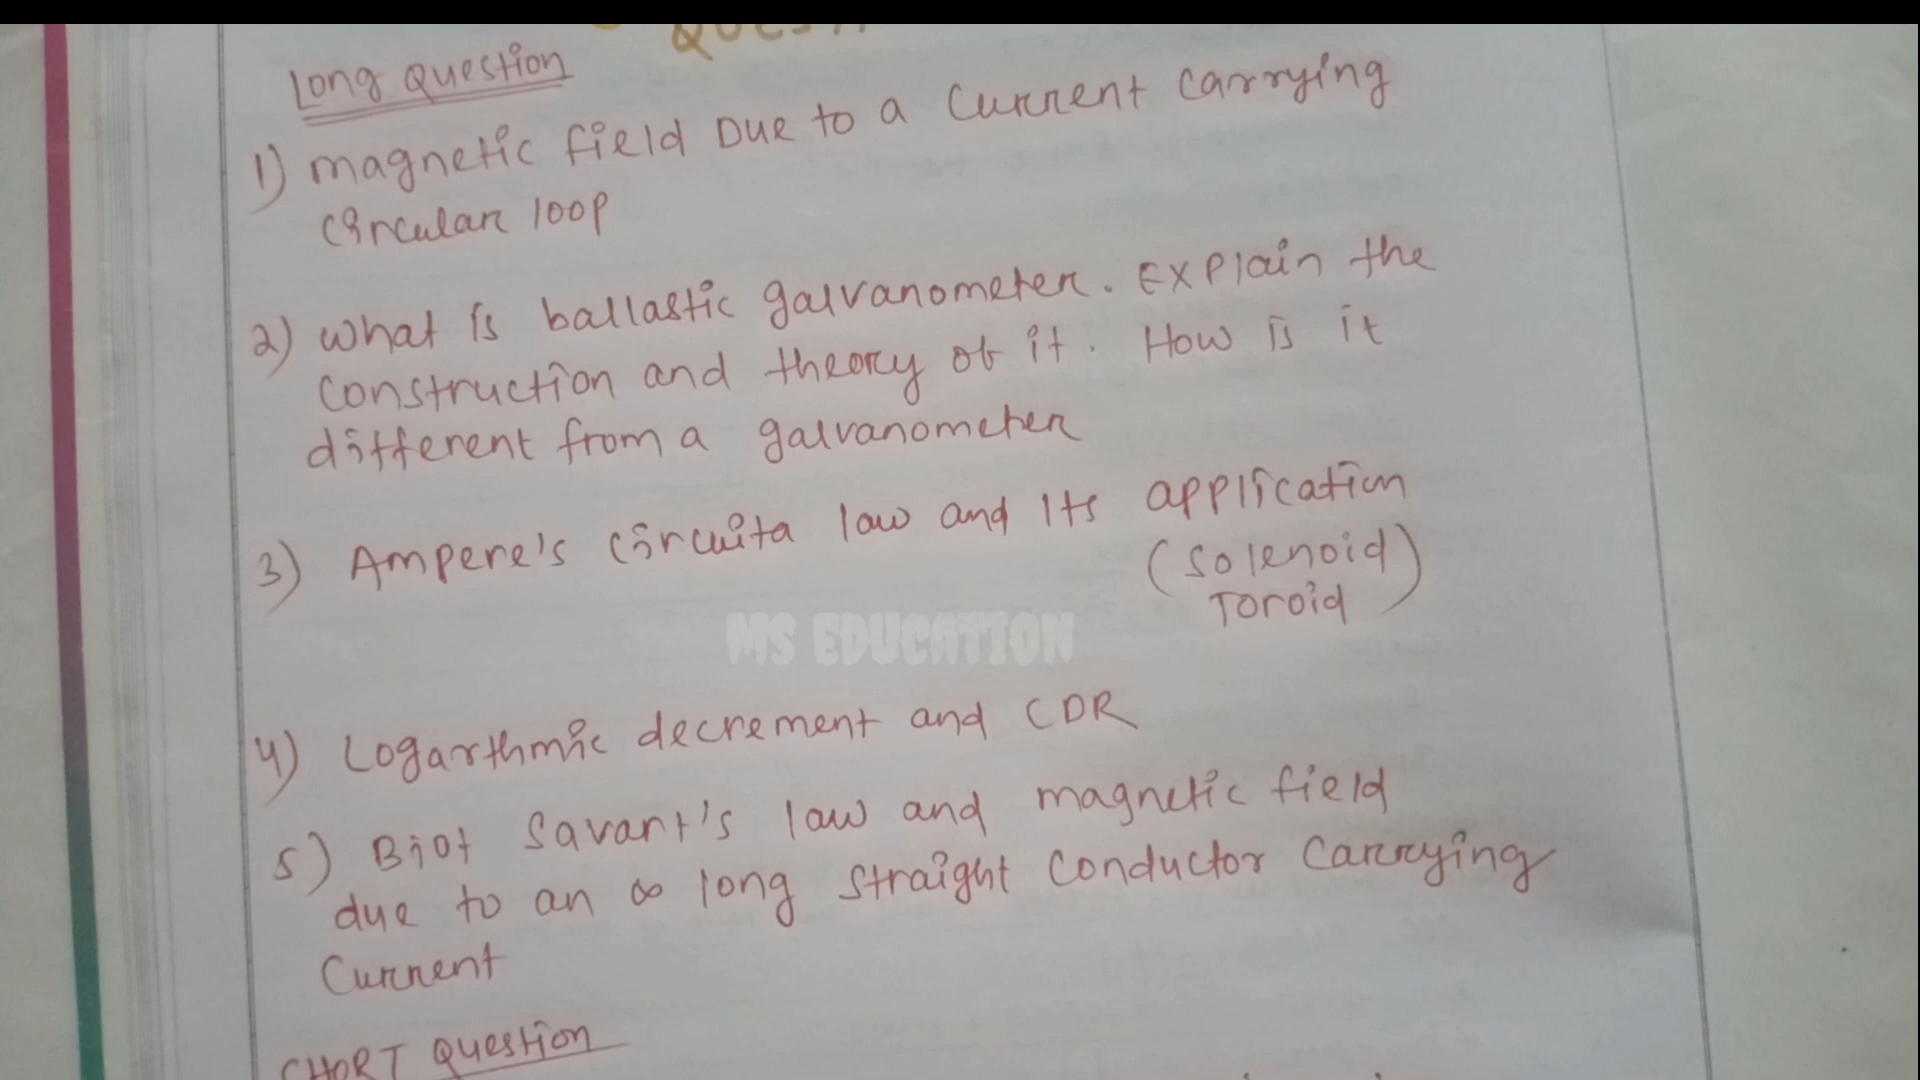 Long Question
1) magnetic field Due to a Current carrying
circular loop
2) what is ballastic galvanometer. Explain the
construction and theory of it. How is it
different from a galvanometer
3) Ampere's circuita law and Its application
(solenoid)
Toroid
MS EDUCATION
4) Logarthmic decrement and CDR
5) Biot Savart's law and magnetic field
due to an ∞ long straight conductor carrying
Current
SHORT Question